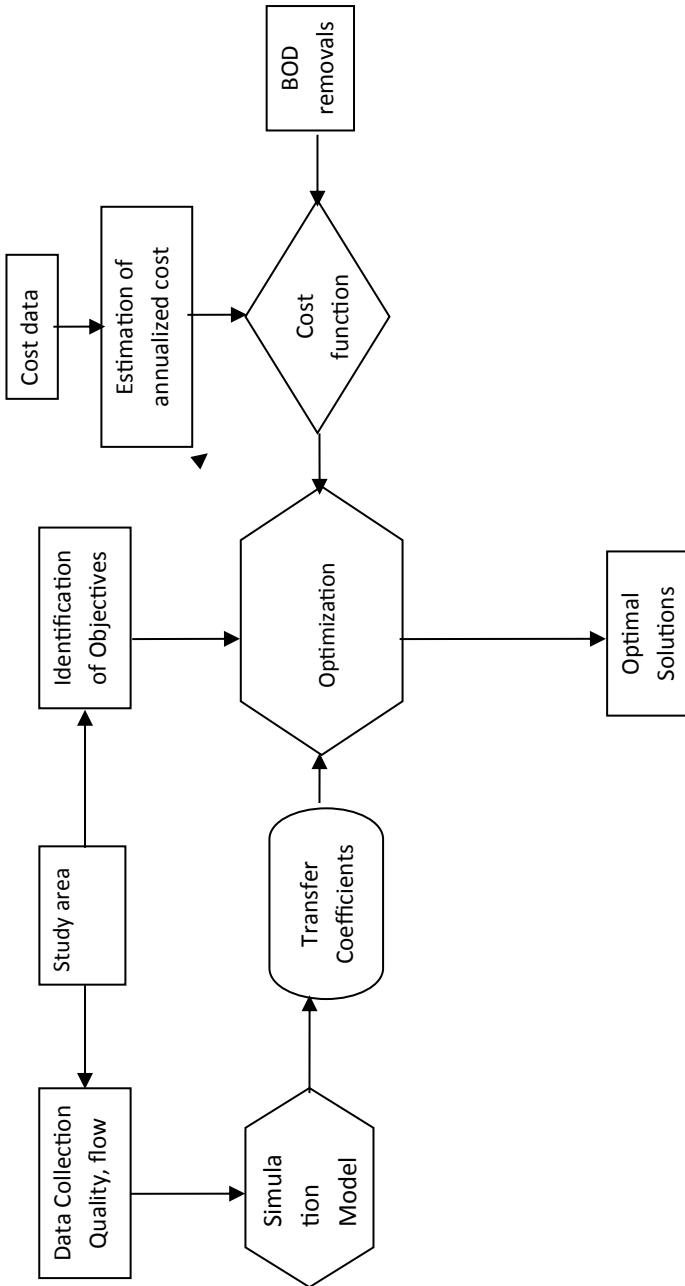 Data Collection
Quality, flow
Study area
Identification
of Objectives
Cost data
Estimation of
annualized cost
Simula
tion
Model
Transfer
Coefficients
Optimization
Cost
function
BOD
removals
Optimal
Solutions